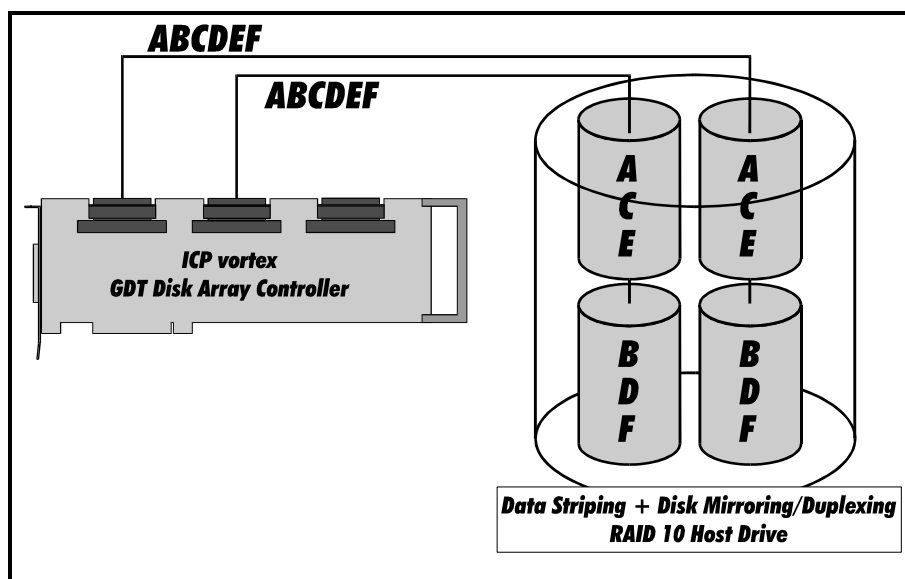 ABCDEF
ABCDEF
ICP vortex
GDT Disk Array Controller
A
C
E
A
C
E
B
D
F
B
D
F
Data Striping + Disk Mirroring/Duplexing
RAID 10 Host Drive